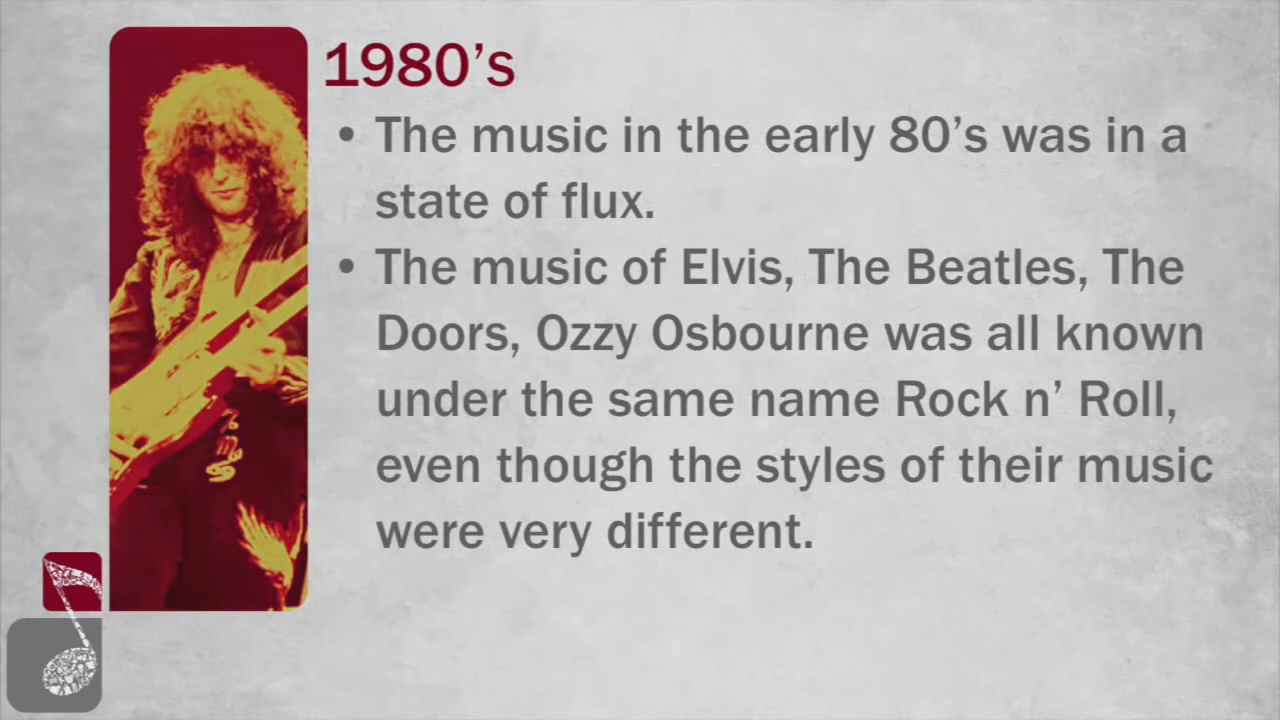 1980’s
• The music in the early 80’s was in a
state of flux.
• The music of Elvis, The Beatles, The
Doors, Ozzy Osbourne was all known
under the same name Rock n’ Roll,
even though the styles of their music
were very different.